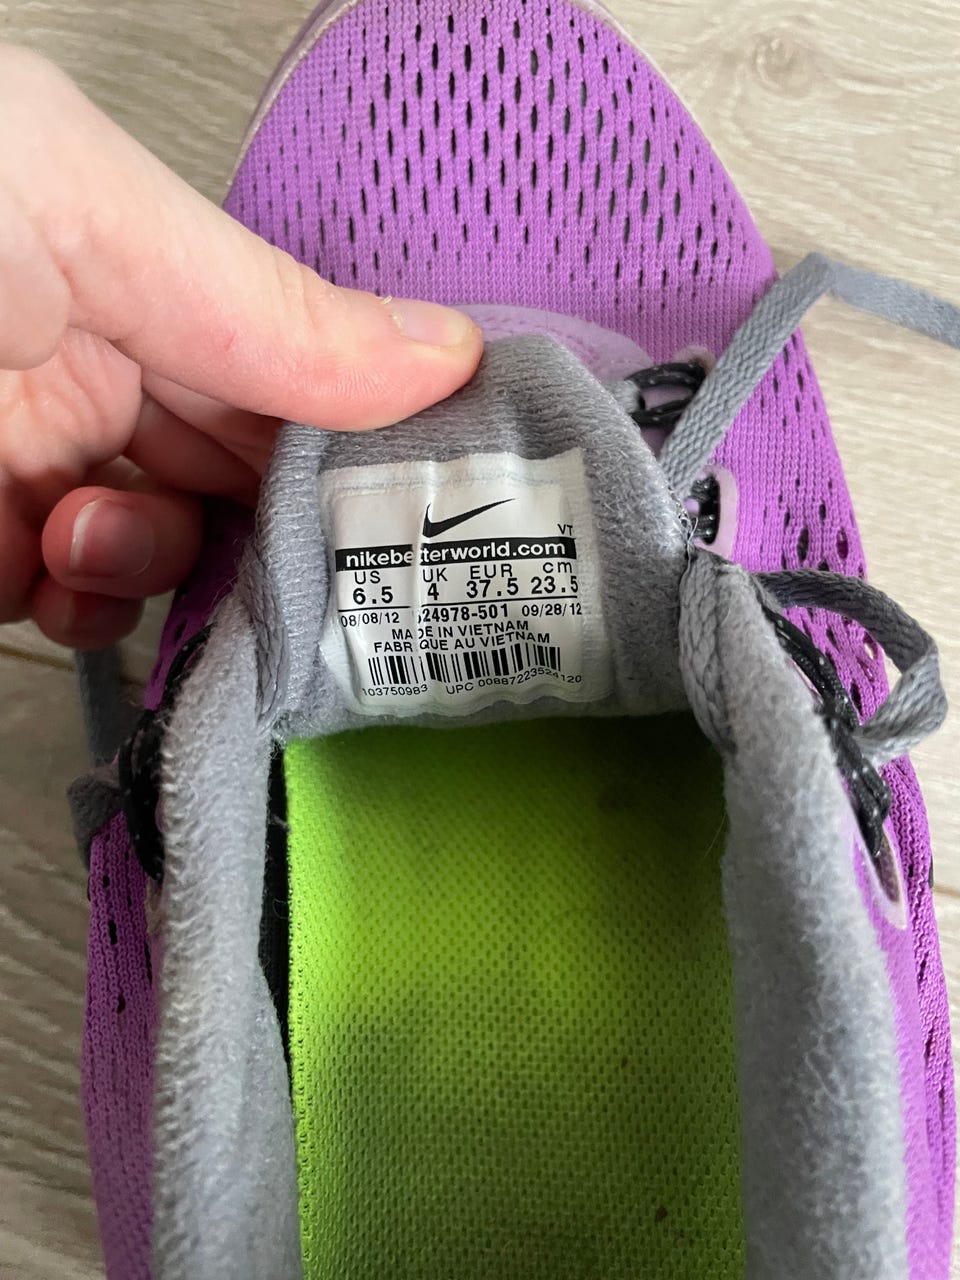 VT
nikebetterworld.com
US UK EUR cm
6.5 4 37.5 23.5
08/08/12 24978-501 09/28/12
MADE IN VIETNAM
FABRIQUE AU VIETNAM
103750983 UPC 00887223524120